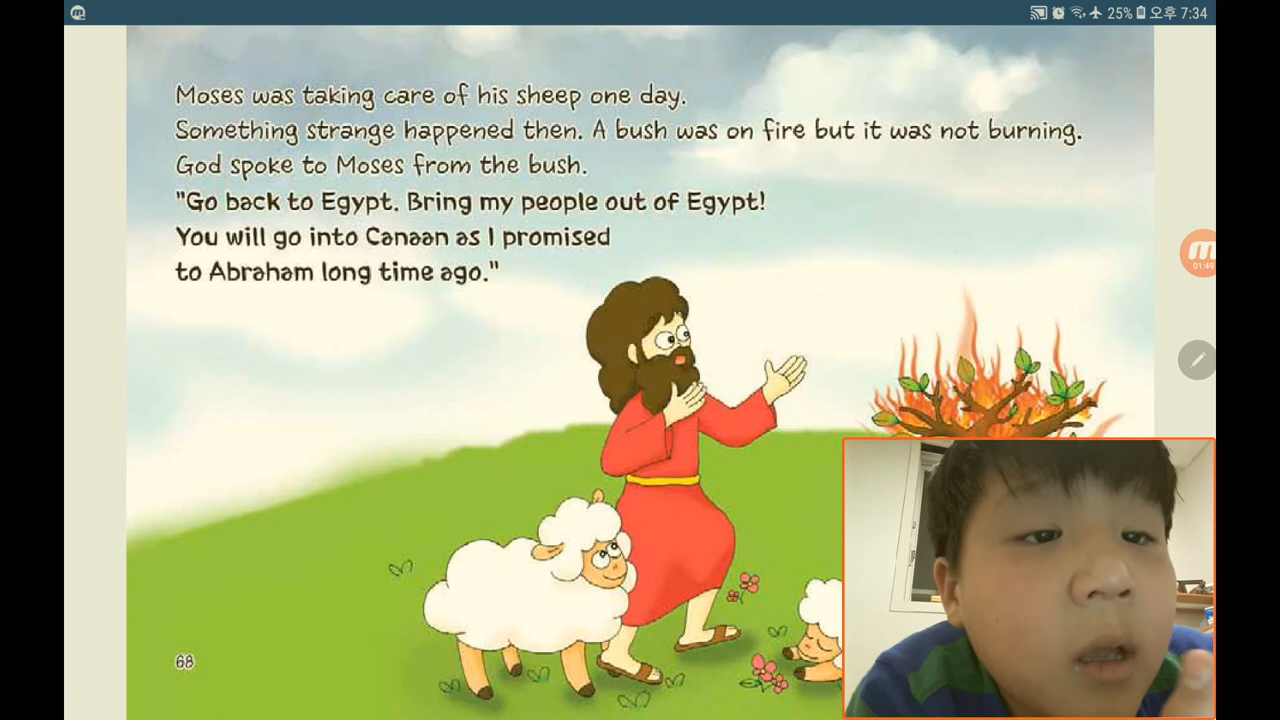 25% 오후 7:34
Moses was taking care of his sheep one day.
Something strange happened then. A bush was on fire but it was not burning.
God spoke to Moses from the bush.
"Go back to Egypt. Bring my people out of Egypt!
You will go into Canaan as I promised
to Abraham long time ago."
01:49
68